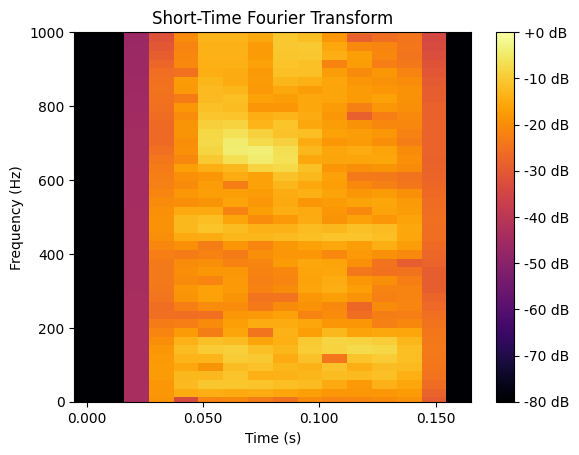 Short-Time Fourier Transform
1000
800
600
400
200
0
Frequency (Hz)
0.000
0.050
0.100
0.150
Time (s)
+0 dB
-10 dB
-20 dB
-30 dB
-40 dB
-50 dB
-60 dB
-70 dB
-80 dB